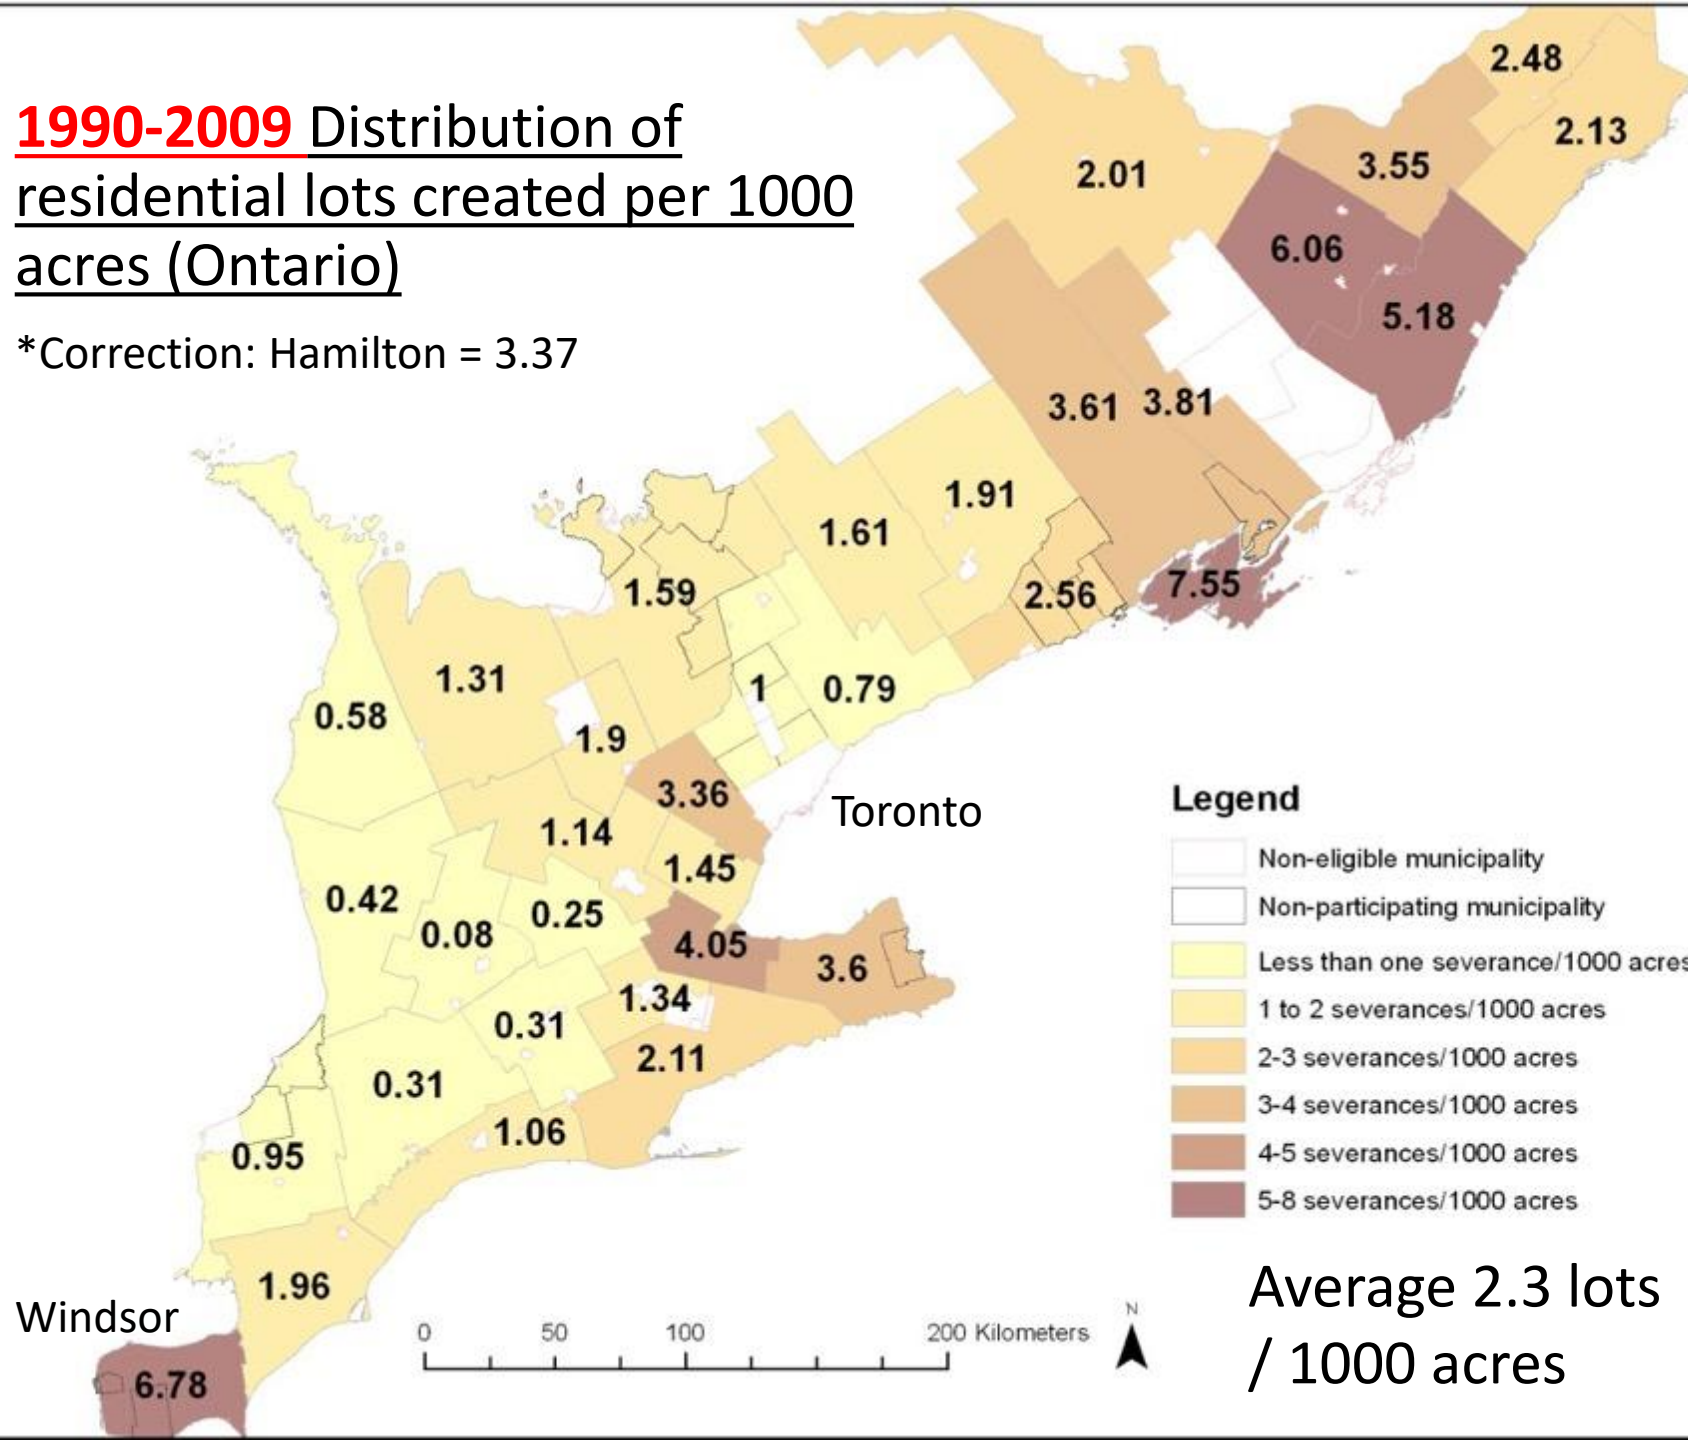 1990-2009 Distribution of
residential lots created per 1000
acres (Ontario)
*Correction: Hamilton = 3.37
2.48
2.13
3.55
2.01
6.06
5.18
3.61 3.81
1.91
1.61
1.59
2.56
7.55
1.31
1
0.79
0.58
1.9
3.36
Toronto
1.14
1.45
0.42
0.25
0.08
4.05
3.6
1.34
0.31
2.11
0.31
1.06
0.95
1.96
Windsor
6.78
Legend
Non-eligible municipality
Non-participating municipality
Less than one severance/1000 acres
1 to 2 severances/1000 acres
2-3 severances/1000 acres
3-4 severances/1000 acres
4-5 severances/1000 acres
5-8 severances/1000 acres
0 50 100 200 Kilometers
N
Average 2.3 lots
/ 1000 acres